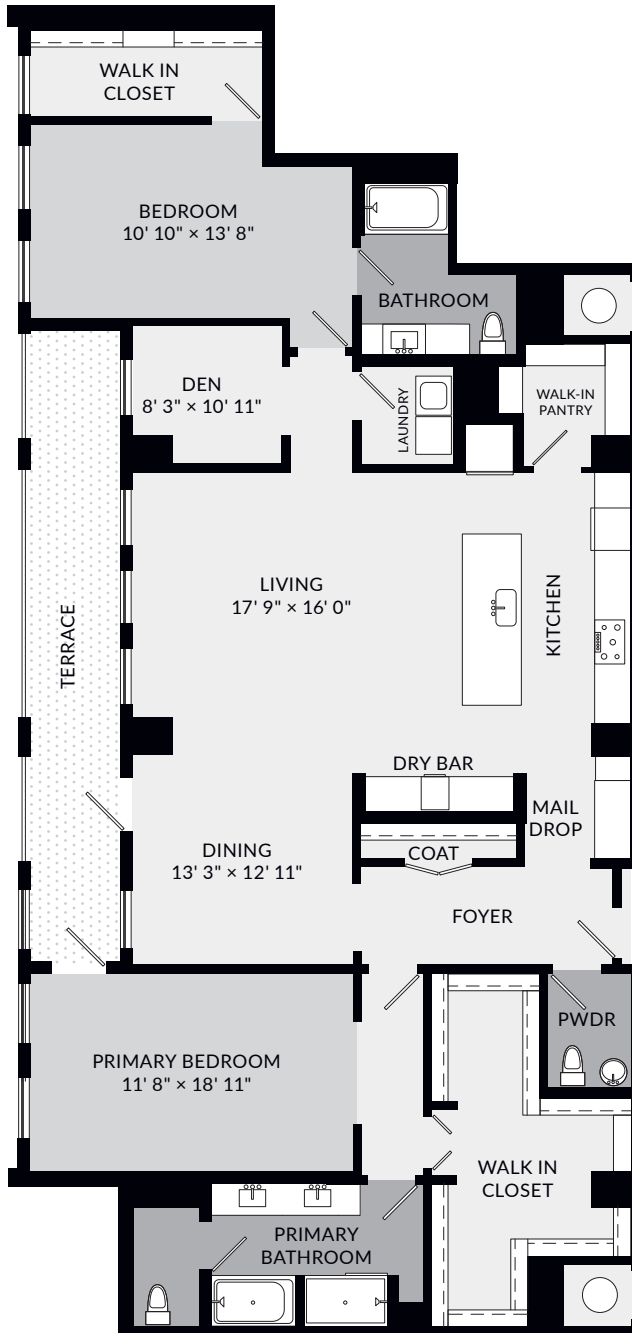 WALK IN
CLOSET
BEDROOM
10' 10" × 13' 8"
BATHROOM
DEN
8' 3" × 10' 11"
LAUNDRY
WALK-IN
PANTRY
LIVING
17' 9" × 16' 0"
KITCHEN
TERRACE
DRY BAR
MAIL
DROP
COAT
DINING
13' 3" × 12' 11"
FOYER
PWDR
PRIMARY BEDROOM
11' 8" × 18' 11"
WALK IN
CLOSET
PRIMARY
BATHROOM